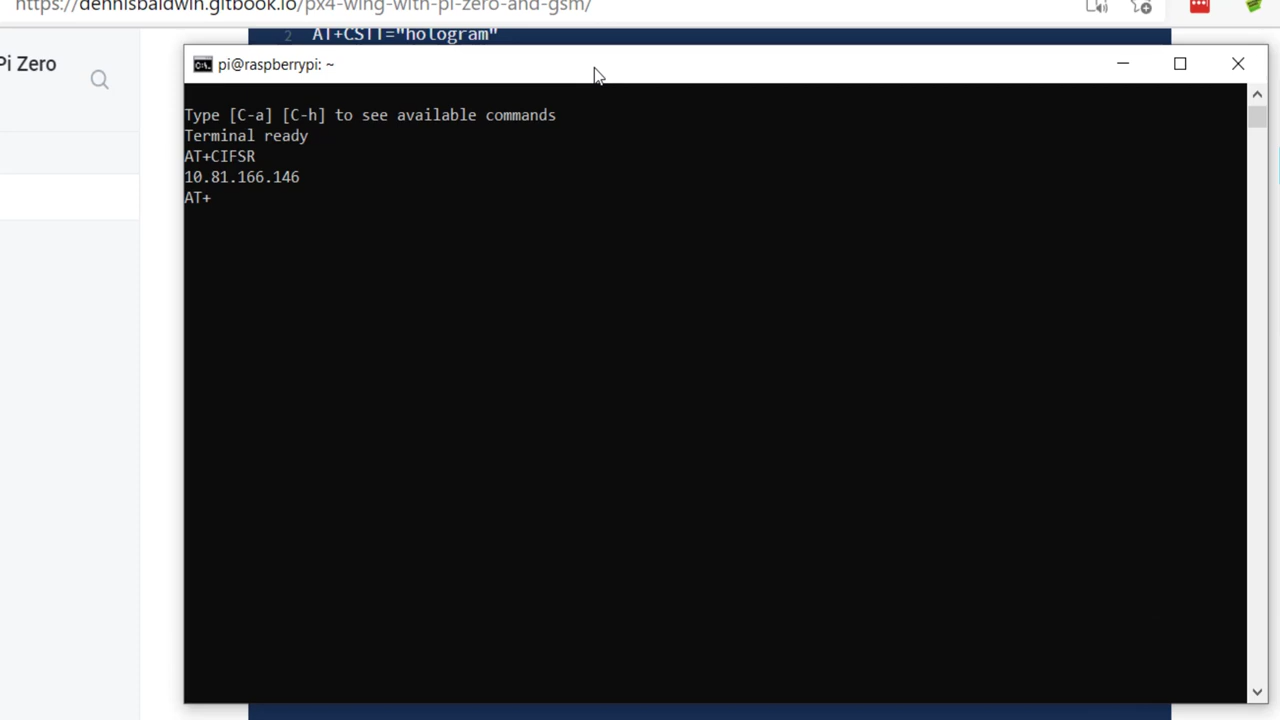 https://dennisbaldwin.gitbook.io/px4-wing-with-pi-zero-and-gsm/
2 AT+CSTT="hologram"
Pi Zero
pi@raspberrypi: ~
Type [C-a] [C-h] to see available commands
Terminal ready
AT+CIFSR
10.81.166.146
AT+